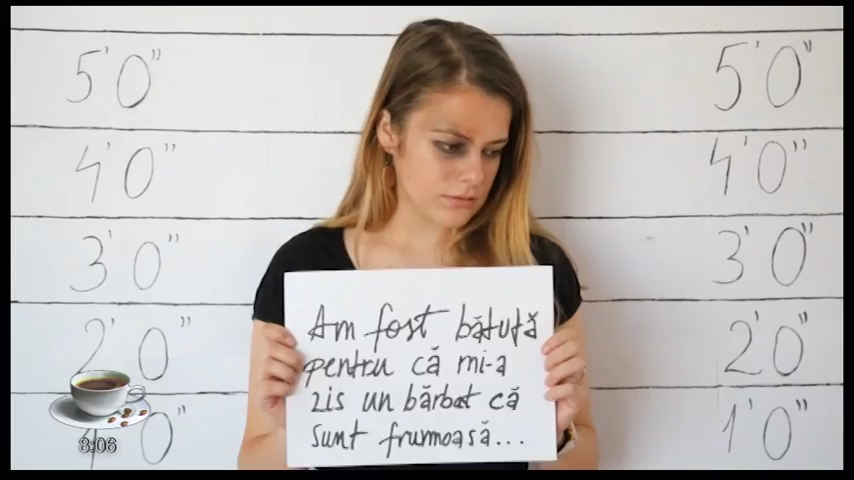 5'0" 5'0"
4'0" 4'0"
3'0" 3'0"
2'0" 2'0"
1'0"
Am fost bătută
pentru că mi-a
zis un bărbat că
sunt frumoasă...
8:06